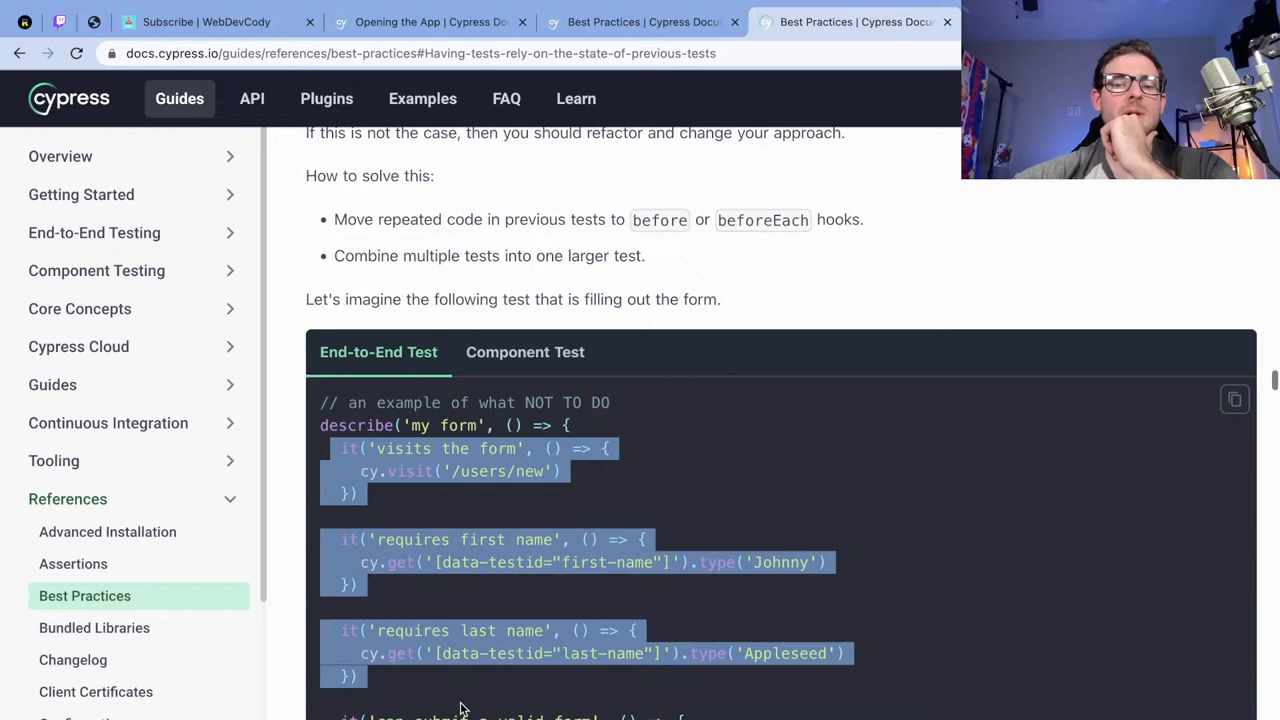 Subscribe | WebDevCody
Opening the App | Cypress Docu
Best Practices | Cypress Docum
Best Practices | Cypress Docum
docs.cypress.io/guides/references/best-practices#Having-tests-rely-on-the-state-of-previous-tests
cypress
Guides
API
Plugins
Examples
FAQ
Learn
Overview
Getting Started
End-to-End Testing
Component Testing
Core Concepts
Cypress Cloud
Guides
Continuous Integration
Tooling
References
Advanced Installation
Assertions
Best Practices
Bundled Libraries
Changelog
Client Certificates
If this is not the case, then you should refactor and change your approach.
How to solve this:
• Move repeated code in previous tests to before or beforeEach hooks.
• Combine multiple tests into one larger test.
Let's imagine the following test that is filling out the form.
End-to-End Test
Component Test
// an example of what NOT TO DO
describe('my form', () => {
it('visits the form', () => {
cy.visit('/users/new')
})
it('requires first name', () => {
cy.get('[data-testid="first-name"]').type('Johnny')
})
it('requires last name', () => {
cy.get('[data-testid="last-name"]').type('Appleseed')
})
it('can submit a valid form', () => {